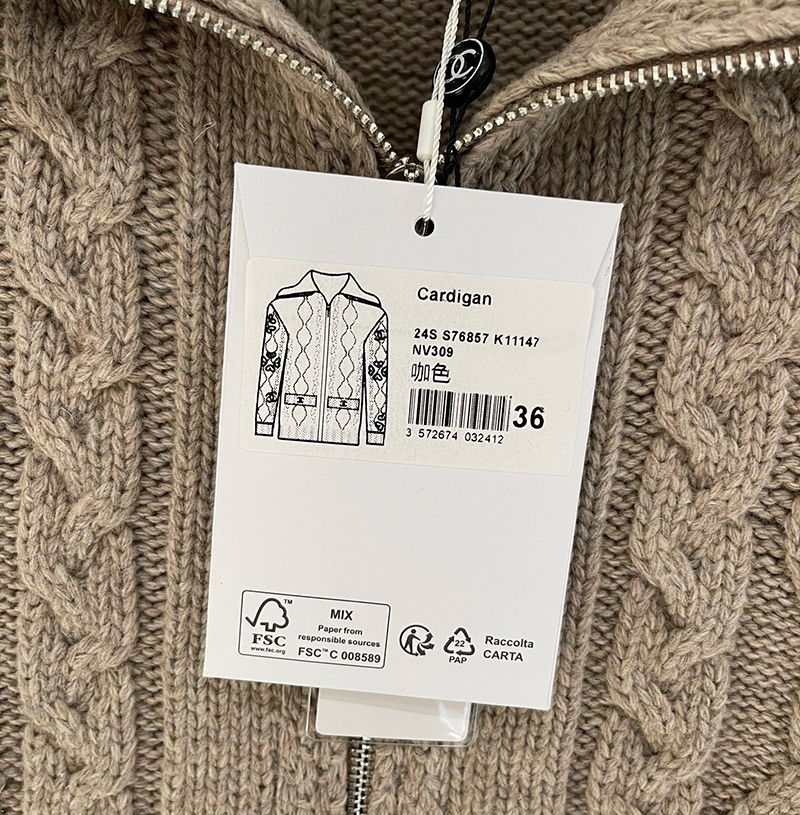 Cardigan
24S S76857 K11147
NV309
咖色
36
3 572674 032412
FSC
www.fsc.org
MIX
Paper from
responsible sources
FSC™ C 008589
22
PAP
Raccolta
CARTA